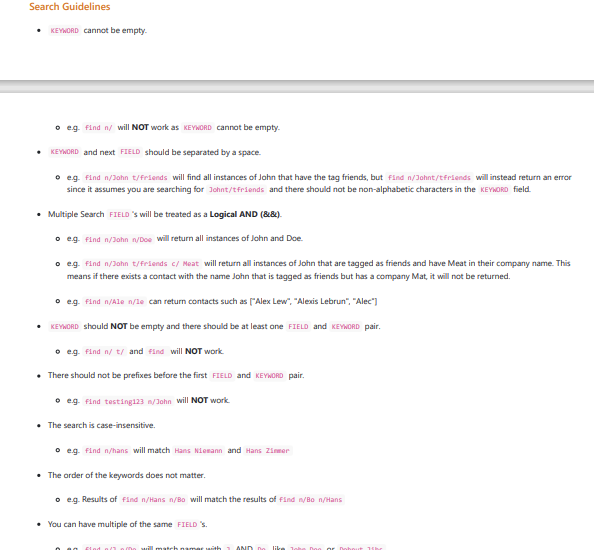 Search Guidelines
KEYWORD cannot be empty.
e.g. find n/ will NOT work as KEYWORD cannot be empty.
KEYWORD and next FIELD should be separated by a space.
e.g. find n/John t/friends will find all instances of John that have the tag friends, but find n/Johnt/tfriends will instead return an error
since it assumes you are searching for Johnt/tfriends and there should not be non-alphabetic characters in the KEYWORD field.
Multiple Search FIELD 's will be treated as a Logical AND (&&).
e.g. find n/John n/Doe will return all instances of John and Doe.
e.g. find n/John t/friends c/ Meat will return all instances of John that are tagged as friends and have Meat in their company name. This
means if there exists a contact with the name John that is tagged as friends but has a company Mat, it will not be returned.
e.g. find n/Ale n/le can return contacts such as ["Alex Lew", "Alexis Lebrun", "Alec"]
KEYWORD should NOT be empty and there should be at least one FIELD and KEYWORD pair.
e.g. find n/ t/ and find will NOT work.
There should not be prefixes before the first FIELD and KEYWORD pair.
e.g. find testing123 n/John will NOT work.
The search is case-insensitive.
e.g. find n/hans will match Hans Niemann and Hans Zimmer
The order of the keywords does not matter.
e.g. Results of find n/Hans n/Bo will match the results of find n/Bo n/Hans
You can have multiple of the same FIELD 's.
e.g. find n/J n/Do will match names with J AND Do like John Doe or